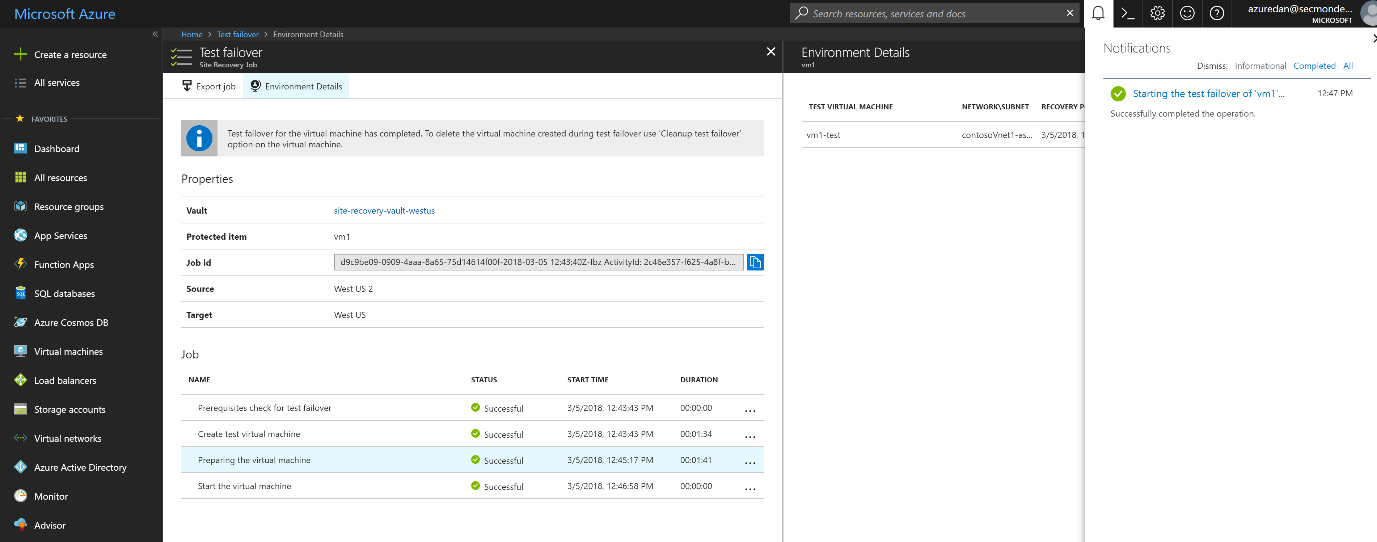 Microsoft Azure
Search resources, services and docs
azuredan@secmonde...
MICROSOFT
Create a resource
All services
FAVORITES
Dashboard
All resources
Resource groups
App Services
Function Apps
SQL databases
Azure Cosmos DB
Virtual machines
Load balancers
Storage accounts
Virtual networks
Azure Active Directory
Monitor
Advisor
Home > Test failover > Environment Details
Test failover
Site Recovery Job
Export job
Environment Details
Test failover for the virtual machine has completed. To delete the virtual machine created during test failover use 'Cleanup test failover'
option on the virtual machine.
Properties
Vault site-recovery-vault-westus
Protected item vm1
Job id d9c9be09-0909-4aaa-8a65-75d14614f00f-2018-03-05 12:43:40Z-Ibz ActivityId: 2c46e357-f625-4a8f-b...
Source West US 2
Target West US
Job
NAME STATUS START TIME DURATION
Prerequisites check for test failover Successful 3/5/2018, 12:43:43 PM 00:00:00 ...
Create test virtual machine Successful 3/5/2018, 12:43:43 PM 00:01:34 ...
Preparing the virtual machine Successful 3/5/2018, 12:45:17 PM 00:01:41 ...
Start the virtual machine Successful 3/5/2018, 12:46:58 PM 00:00:00 ...
Environment Details
vm1
TEST VIRTUAL MACHINE NETWORK\SUBNET RECOVERY P
vm1-test contosoVnet1-as... 3/5/2018, 1
Notifications
Dismiss: Informational Completed All
Starting the test failover of 'vm1'... 12:47 PM
Successfully completed the operation.